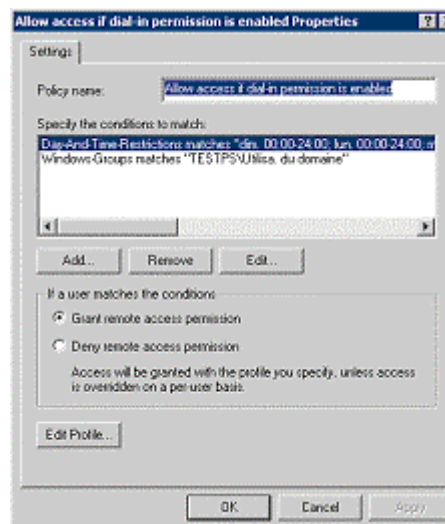 Allow access if dial-in permission is enabled Properties
Settings
Policy name:
Allow access if dial-in permission is enabled
Specify the conditions to match:
Day-And-Time-Restrictions matches "dim. 00:00-24:00; lun. 00:00-24:00; m
Windows-Groups matches "TESTPS\Utilisa. du domaine"
Add...
Remove
Edit...
If a user matches the conditions
Grant remote access permission
Deny remote access permission
Access will be granted with the profile you specify, unless access
is overridden on a per-user basis.
Edit Profile...
OK
Cancel
Apply